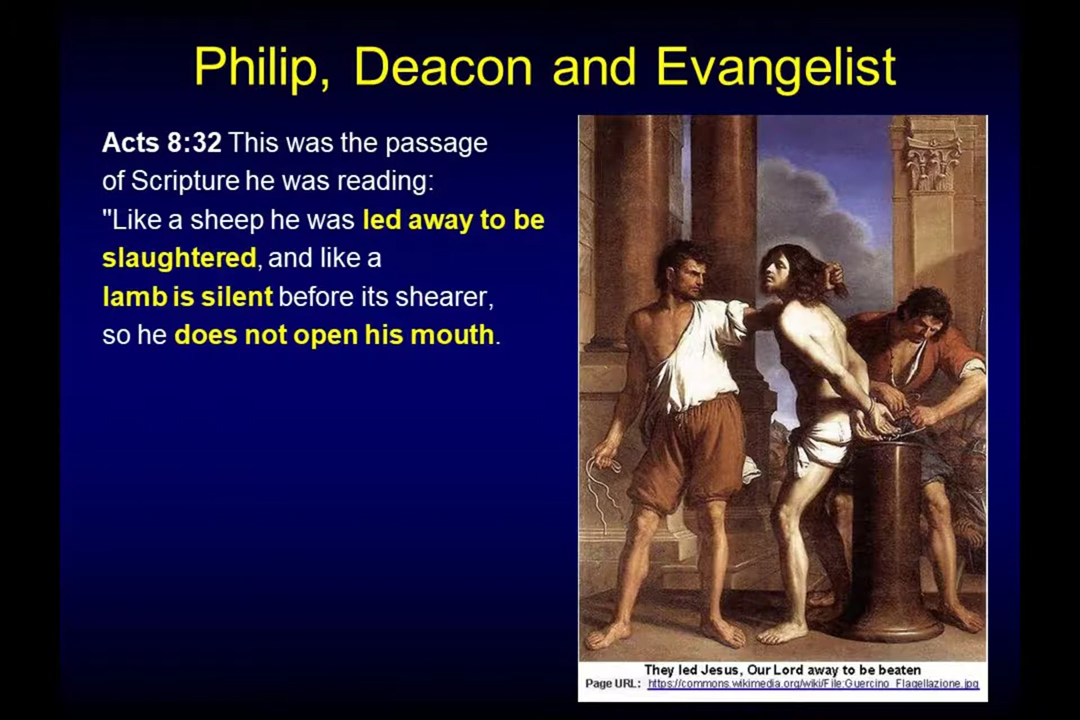 Philip, Deacon and Evangelist
Acts 8:32 This was the passage
of Scripture he was reading:
"Like a sheep he was led away to be
slaughtered, and like a
lamb is silent before its shearer,
so he does not open his mouth.
They led Jesus, Our Lord away to be beaten
Page URL: https://commons.wikimedia.org/wiki/File:Guercino_Flagellazione.jpg